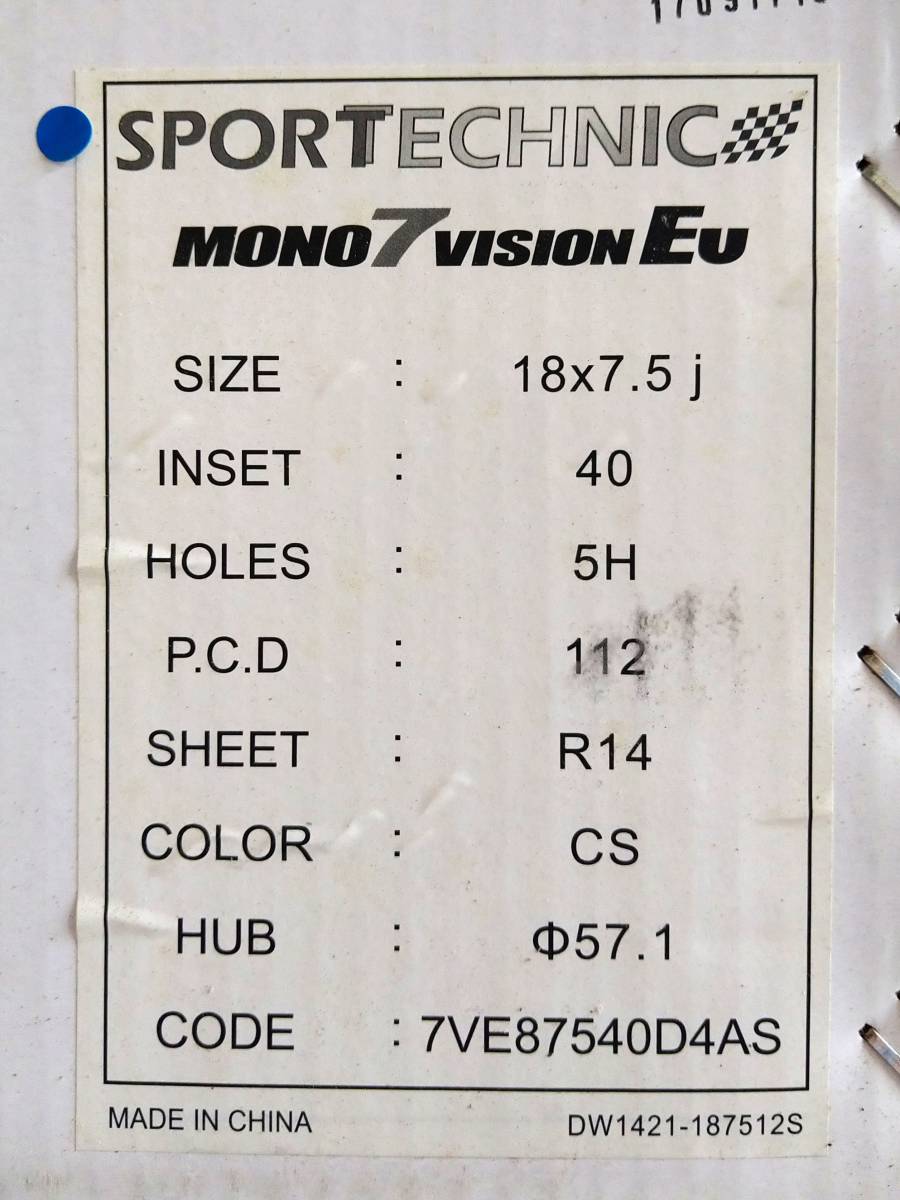 SPORTECHNIC
MONO7 VISION EU
SIZE : 18x7.5 j
INSET : 40
HOLES : 5H
P.C.D : 112
SHEET : R14
COLOR : CS
HUB : Φ57.1
CODE : 7VE87540D4AS
MADE IN CHINA DW1421-187512S